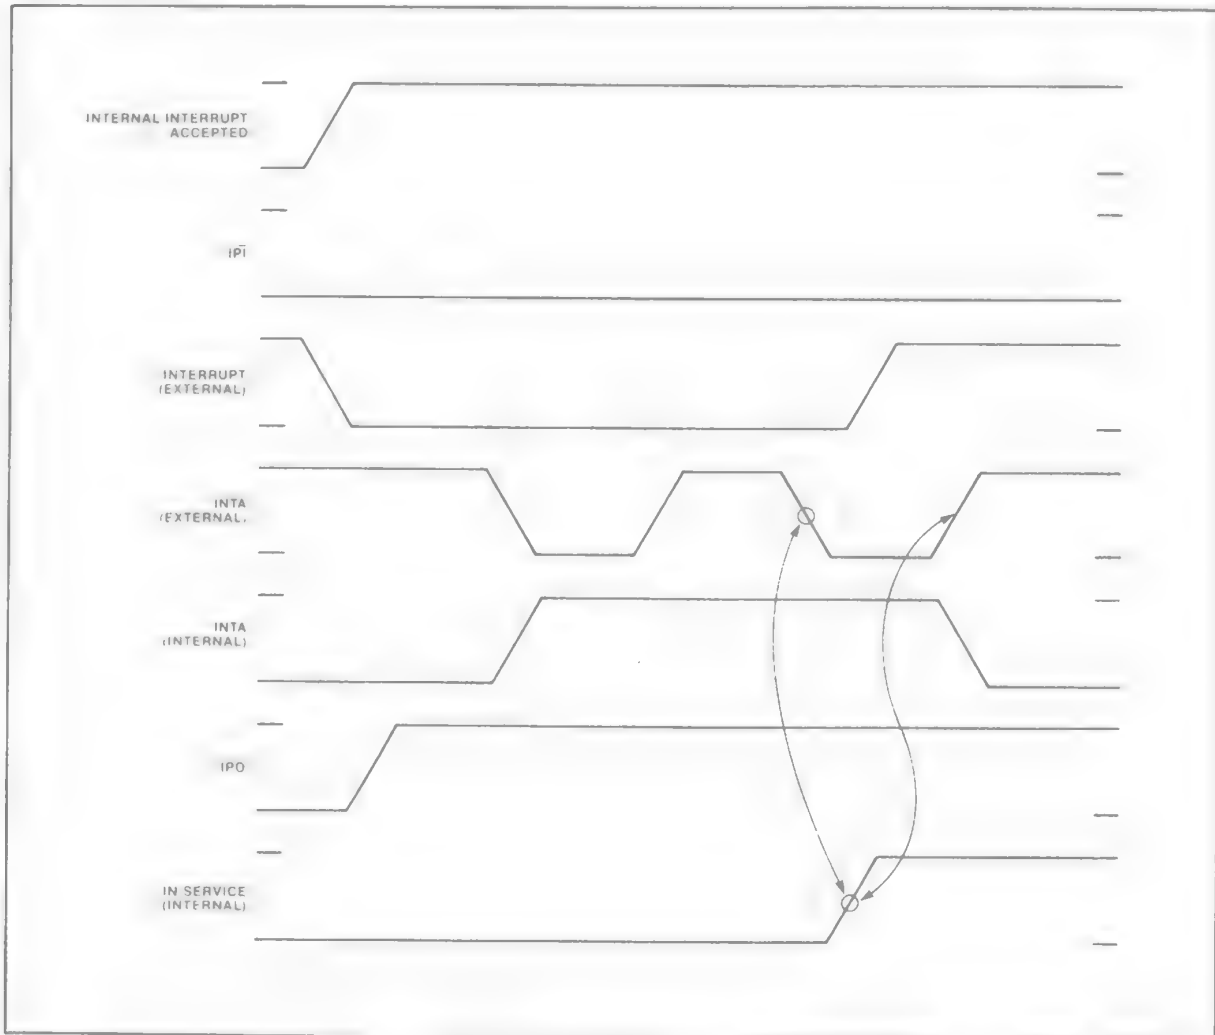 INTERNAL INTERRUPT
ACCEPTED
IPI
INTERRUPT
(EXTERNAL)
INTA
(EXTERNAL)
INTA
(INTERNAL)
IPO
IN SERVICE
(INTERNAL)